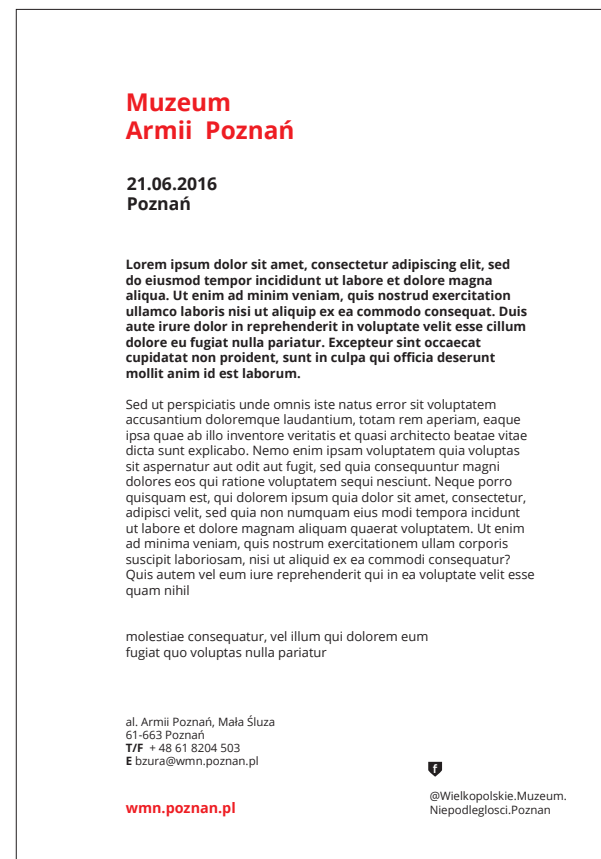 Muzeum
Armii Poznań
21.06.2016
Poznań
Lorem ipsum dolor sit amet, consectetur adipiscing elit, sed
do eiusmod tempor incididunt ut labore et dolore magna
aliqua. Ut enim ad minim veniam, quis nostrud exercitation
ullamco laboris nisi ut aliquip ex ea commodo consequat. Duis
aute irure dolor in reprehenderit in voluptate velit esse cillum
dolore eu fugiat nulla pariatur. Excepteur sint occaecat
cupidatat non proident, sunt in culpa qui officia deserunt
mollit anim id est laborum.
Sed ut perspiciatis unde omnis iste natus error sit voluptatem
accusantium doloremque laudantium, totam rem aperiam, eaque
ipsa quae ab illo inventore veritatis et quasi architecto beatae vitae
dicta sunt explicabo. Nemo enim ipsam voluptatem quia voluptas
sit aspernatur aut odit aut fugit, sed quia consequuntur magni
dolores eos qui ratione voluptatem sequi nesciunt. Neque porro
quisquam est, qui dolorem ipsum quia dolor sit amet, consectetur,
adipisci velit, sed quia non numquam eius modi tempora incidunt
ut labore et dolore magnam aliquam quaerat voluptatem. Ut enim
ad minima veniam, quis nostrum exercitationem ullam corporis
suscipit laboriosam, nisi ut aliquid ex ea commodi consequatur?
Quis autem vel eum iure reprehenderit qui in ea voluptate velit esse
quam nihil
molestiae consequatur, vel illum qui dolorem eum
fugiat quo voluptas nulla pariatur
al. Armii Poznań, Mała Śluza
61-663 Poznań
T/F + 48 61 8204 503
E bzura@wmn.poznan.pl
wmn.poznan.pl
f
@Wielkopolskie.Muzeum.
Niepodleglosci.Poznan